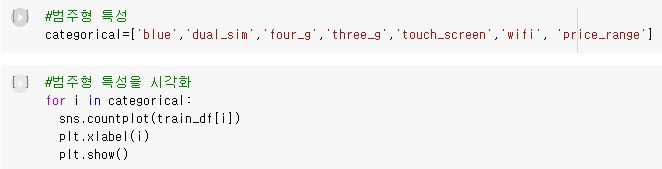 [ ] #범주형 특성
categorical=['blue','dual_sim','four_g','three_g','touch_screen','wifi', 'price_range']
[ ] #범주형 특성을 시각화
for i in categorical:
  sns.countplot(train_df[i])
  plt.xlabel(i)
  plt.show()